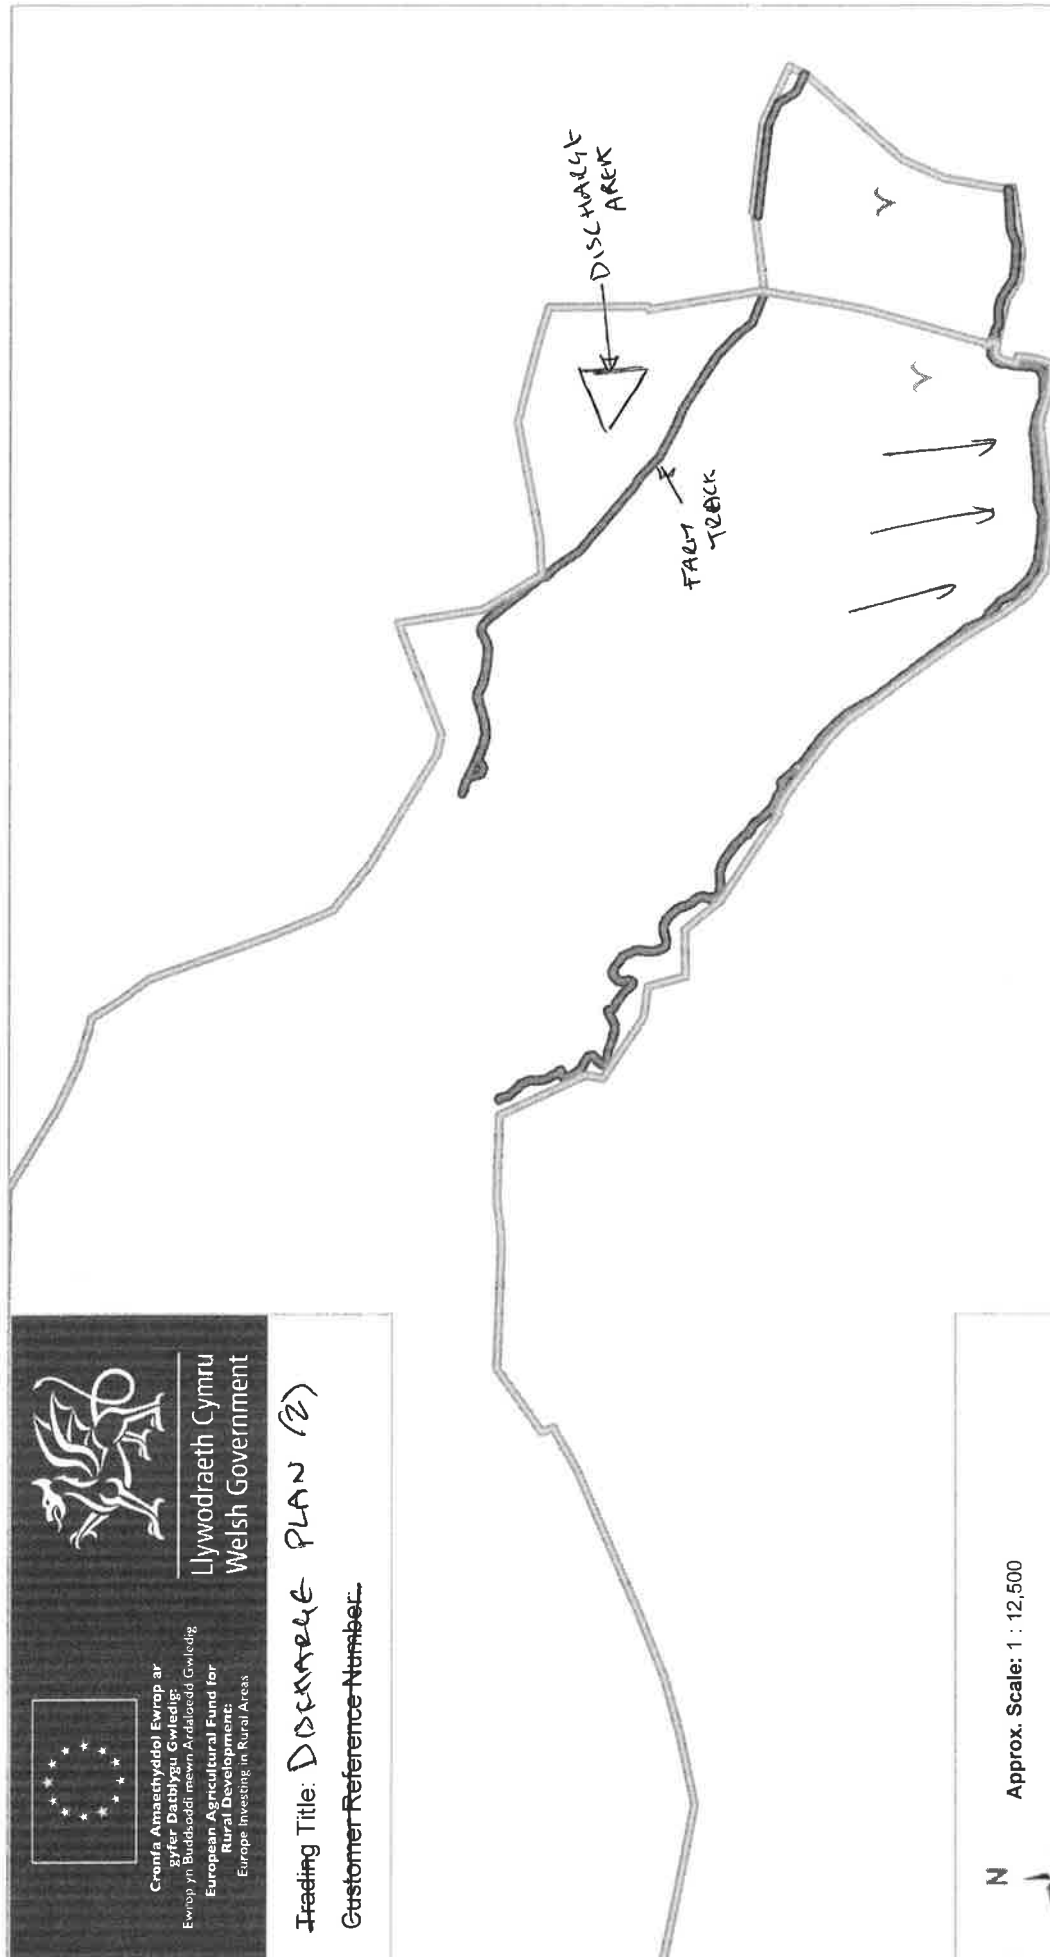 Cronfa Amaethyddol Ewrop ar
gyfer Datblygu Gwledig:
Ewrop yn Buddsoddi mewn Ardaloedd Gwledig
European Agricultural Fund for
Rural Development:
Europe Investing in Rural Areas
Llywodraeth Cymru
Welsh Government
Trading Title: DISCHARGE PLAN (2)
Customer Reference Number:
DISCHARGE
AREA
FARM
TRACK
N
Approx. Scale: 1 : 12,500